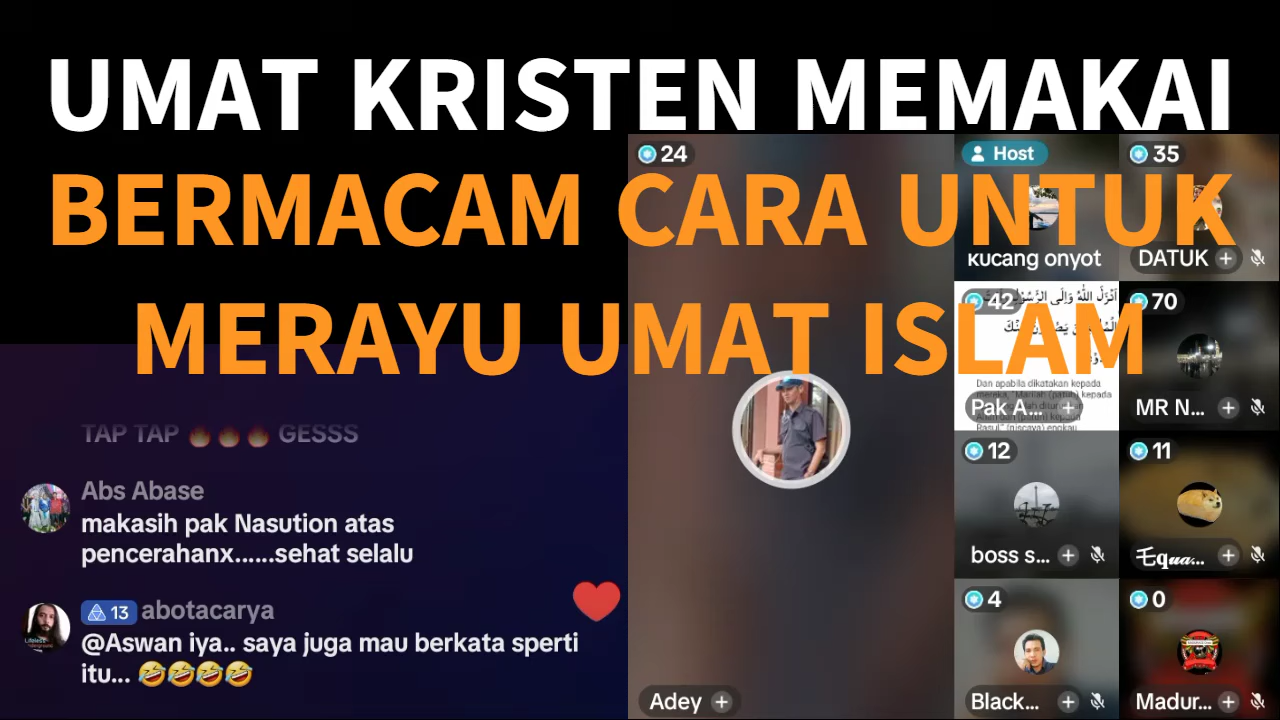 UMAT KRISTEN MEMAKAI
BERMACAM CARA UNTUK
MERAYU UMAT ISLAM
TAP TAP 🔥🔥🔥 GESSS
Abs Abase
makasih pak Nasution atas
pencerahanx......sehat selalu
13 abotacarya
@Aswan iya.. saya juga mau berkata sperti
itu... 🤣🤣🤣🤣
24
Adey +
Host
кucang onyot
35
DATUK +
42
Dan apabila dikatakan kepada
Pak A... +
70
MR N... +
12
boss s... +
11
Equa... +
4
Black... +
0
Madur... +